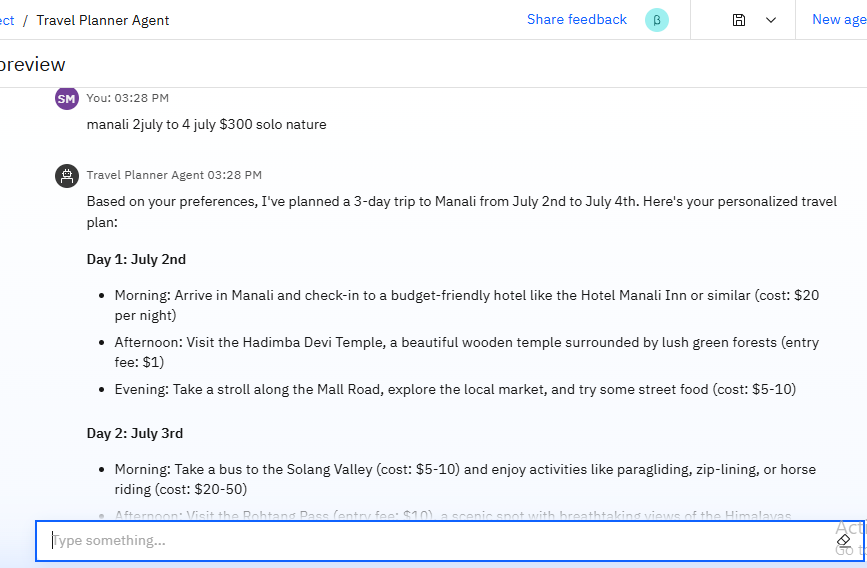 ect / Travel Planner Agent Share feedback β New age
preview
SM You: 03:28 PM
manali 2july to 4 july $300 solo nature
Travel Planner Agent 03:28 PM
Based on your preferences, I've planned a 3-day trip to Manali from July 2nd to July 4th. Here's your personalized travel
plan:
Day 1: July 2nd
• Morning: Arrive in Manali and check-in to a budget-friendly hotel like the Hotel Manali Inn or similar (cost: $20
per night)
• Afternoon: Visit the Hadimba Devi Temple, a beautiful wooden temple surrounded by lush green forests (entry
fee: $1)
• Evening: Take a stroll along the Mall Road, explore the local market, and try some street food (cost: $5-10)
Day 2: July 3rd
• Morning: Take a bus to the Solang Valley (cost: $5-10) and enjoy activities like paragliding, zip-lining, or horse
riding (cost: $20-50)
• Afternoon: Visit the Rohtang Pass (entry fee: $10), a scenic spot with breathtaking views of the Himalayas
Type something...
Acti
Go t